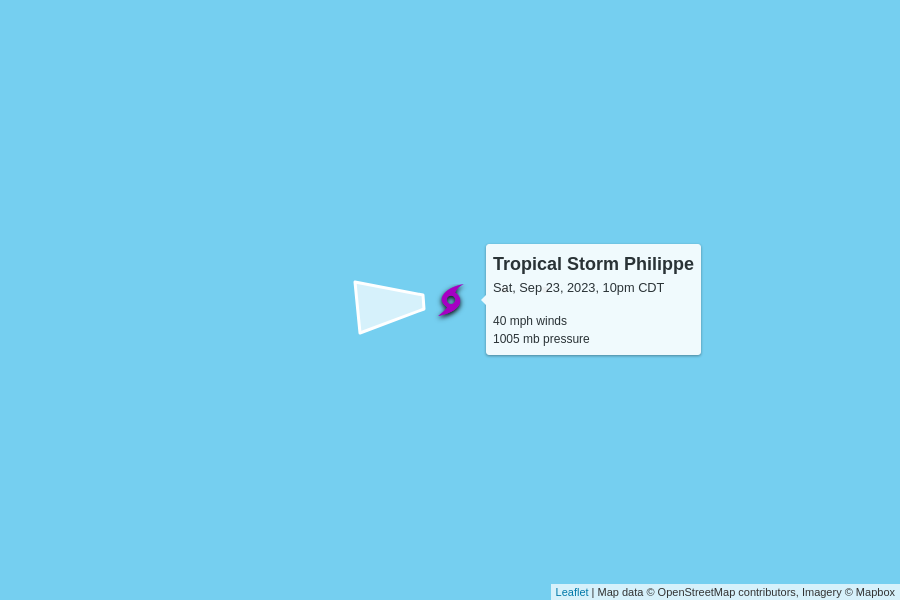 Tropical Storm Philippe
Sat, Sep 23, 2023, 10pm CDT
40 mph winds
1005 mb pressure
Leaflet | Map data © OpenStreetMap contributors, Imagery © Mapbox